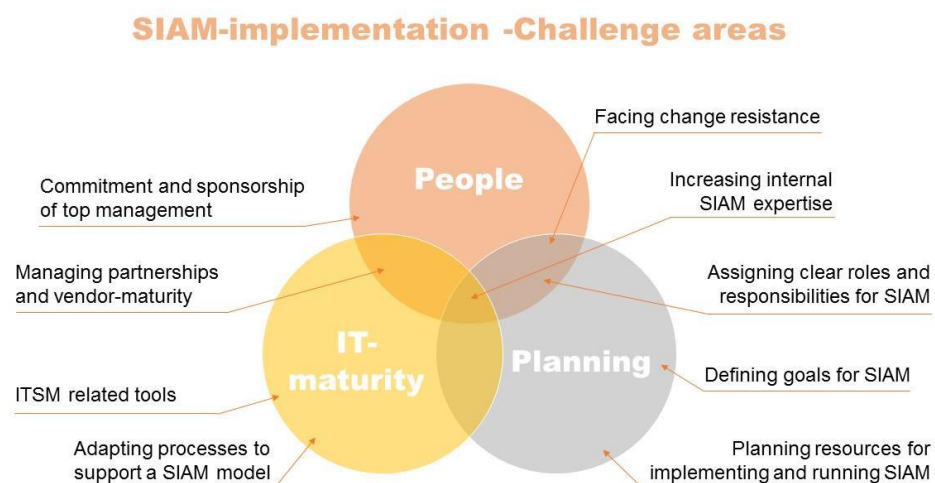 SIAM-implementation -Challenge areas
Facing change resistance
People
Increasing internal
SIAM expertise
Commitment and sponsorship
of top management
Managing partnerships
and vendor-maturity
Assigning clear roles and
responsibilities for SIAM
IT-
maturity
Planning
Defining goals for SIAM
ITSM related tools
Adapting processes to
support a SIAM model
Planning resources for
implementing and running SIAM